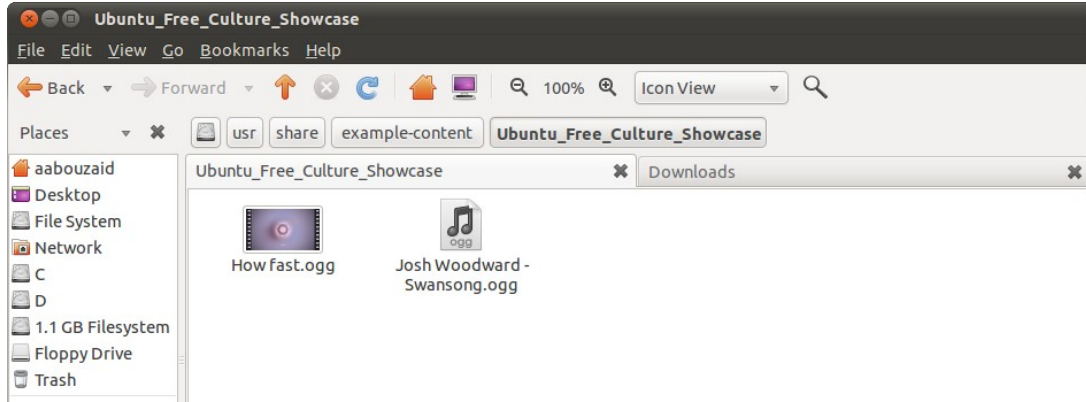 Ubuntu_Free_Culture_Showcase
File Edit View Go Bookmarks Help
Back Forward 100% Icon View
Places usr share example-content Ubuntu_Free_Culture_Showcase
aabouzaid
Desktop
File System
Network
C
D
1.1 GB Filesystem
Floppy Drive
Trash
Ubuntu_Free_Culture_Showcase Downloads
How fast.ogg
ogg
Josh Woodward -
Swansong.ogg